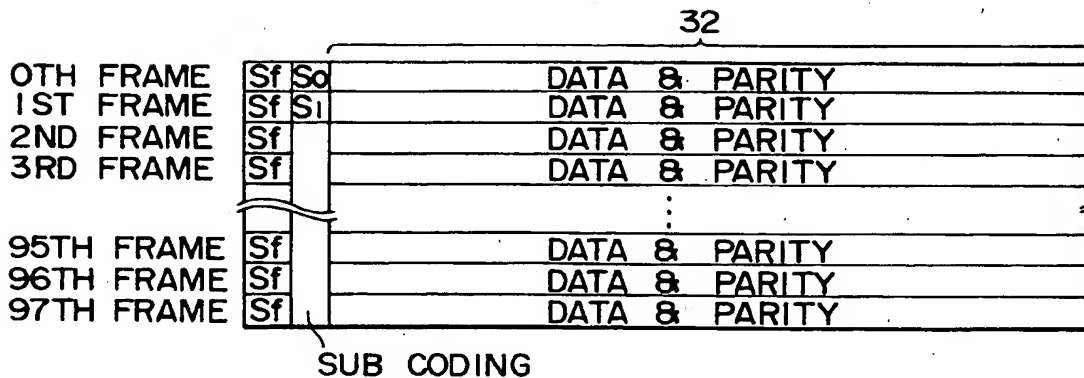 32
0TH FRAME Sf So DATA & PARITY
1ST FRAME Sf S1 DATA & PARITY
2ND FRAME Sf DATA & PARITY
3RD FRAME Sf DATA & PARITY
95TH FRAME Sf DATA & PARITY
96TH FRAME Sf DATA & PARITY
97TH FRAME Sf DATA & PARITY
SUB CODING